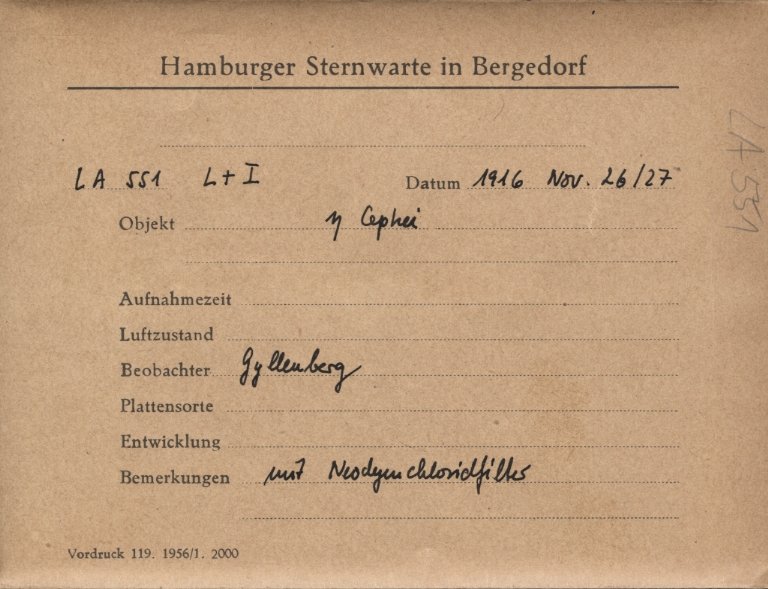 Hamburger Sternwarte in Bergedorf
LA 551 L+I Datum 1916 Nov. 26/27
Objekt η Cephei
Aufnahmezeit
Luftzustand
Beobachter Gyllenberg
Plattensorte
Entwicklung
Bemerkungen mit Neodymchloridfilter
Vordruck 119. 1956/1. 2000
LA 551